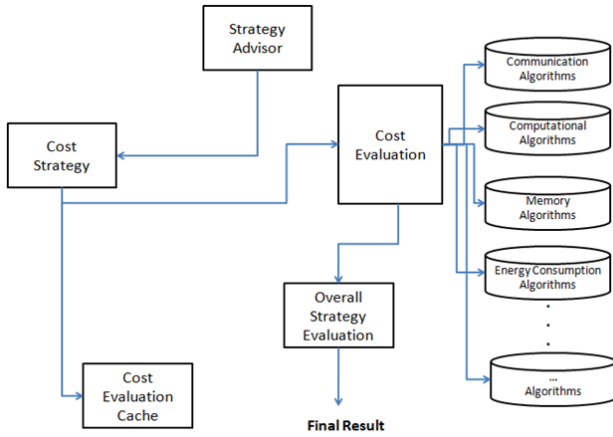 Strategy
Advisor
Communication
Algorithms
Cost
Strategy
Cost
Evaluation
Computational
Algorithms
Memory
Algorithms
Energy Consumption
Algorithms
.
.
.
Overall
Strategy
Evaluation
Cost
Evaluation
Cache
...
Algorithms
Final Result